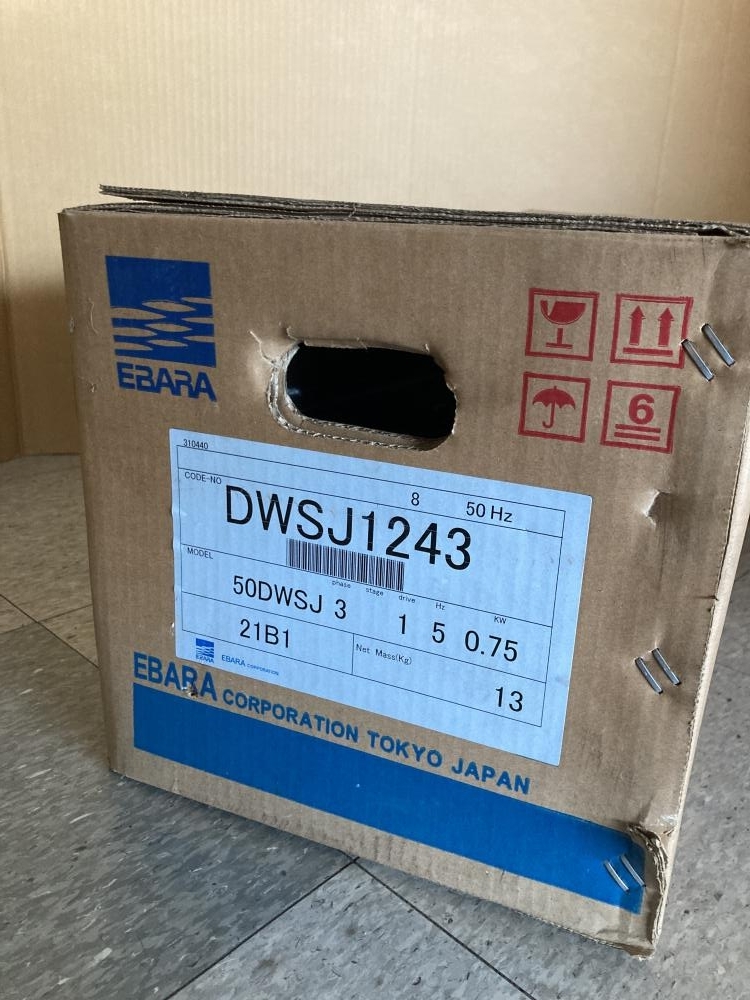 EBARA
6
310440
CODE-NO
8 50 Hz
DWSJ1243
MODEL
phase stage drive Hz KW
50DWSJ 3 1 5 0.75
21B1
Net Mass(Kg)
13
EBARA
EBARA CORPORATION
EBARA CORPORATION TOKYO JAPAN